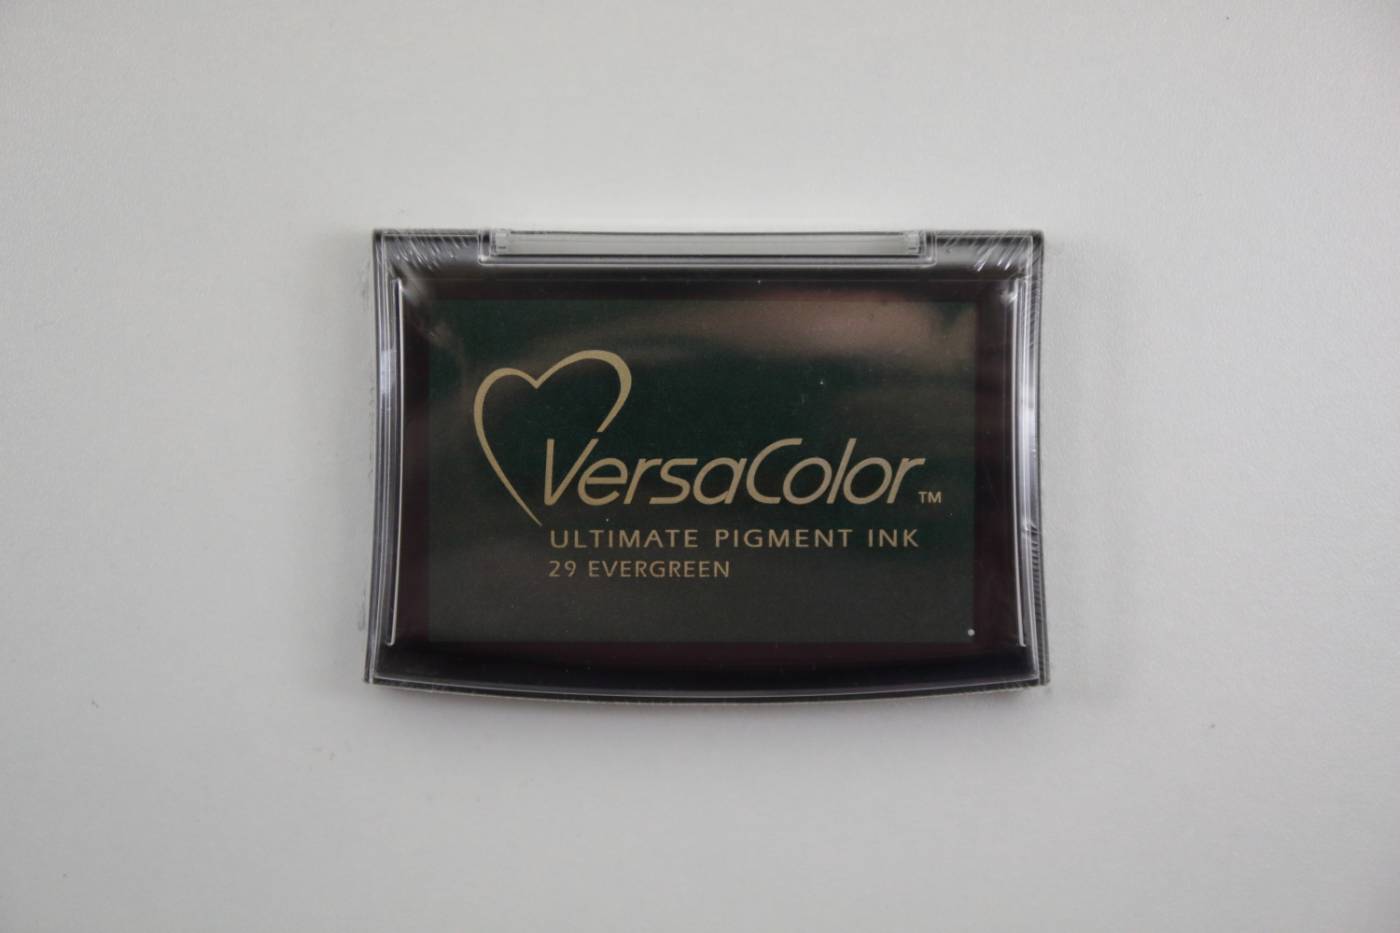 VersaColor™
ULTIMATE PIGMENT INK
29 EVERGREEN